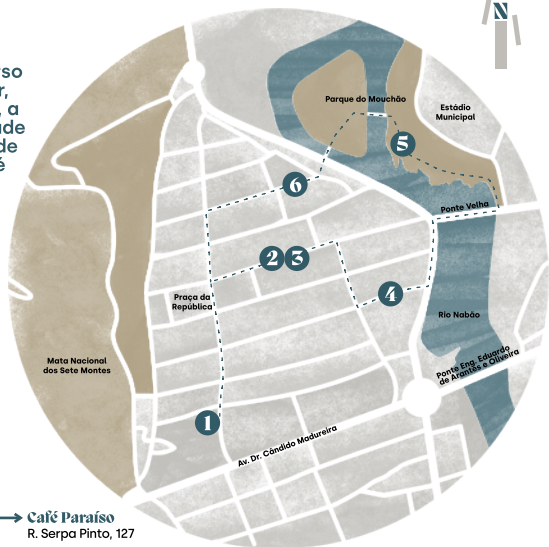 N
Parque do Mouchão
Estádio
Municipal
5
6
Ponte Velha
2 3
4
Praça da
República
Rio Nabão
Ponte Eng. Eduardo
de Arantes e Oliveira
Mata Nacional
dos Sete Montes
1
Av. Dr. Cândido Madureira
Café Paraíso
R. Serpa Pinto, 127